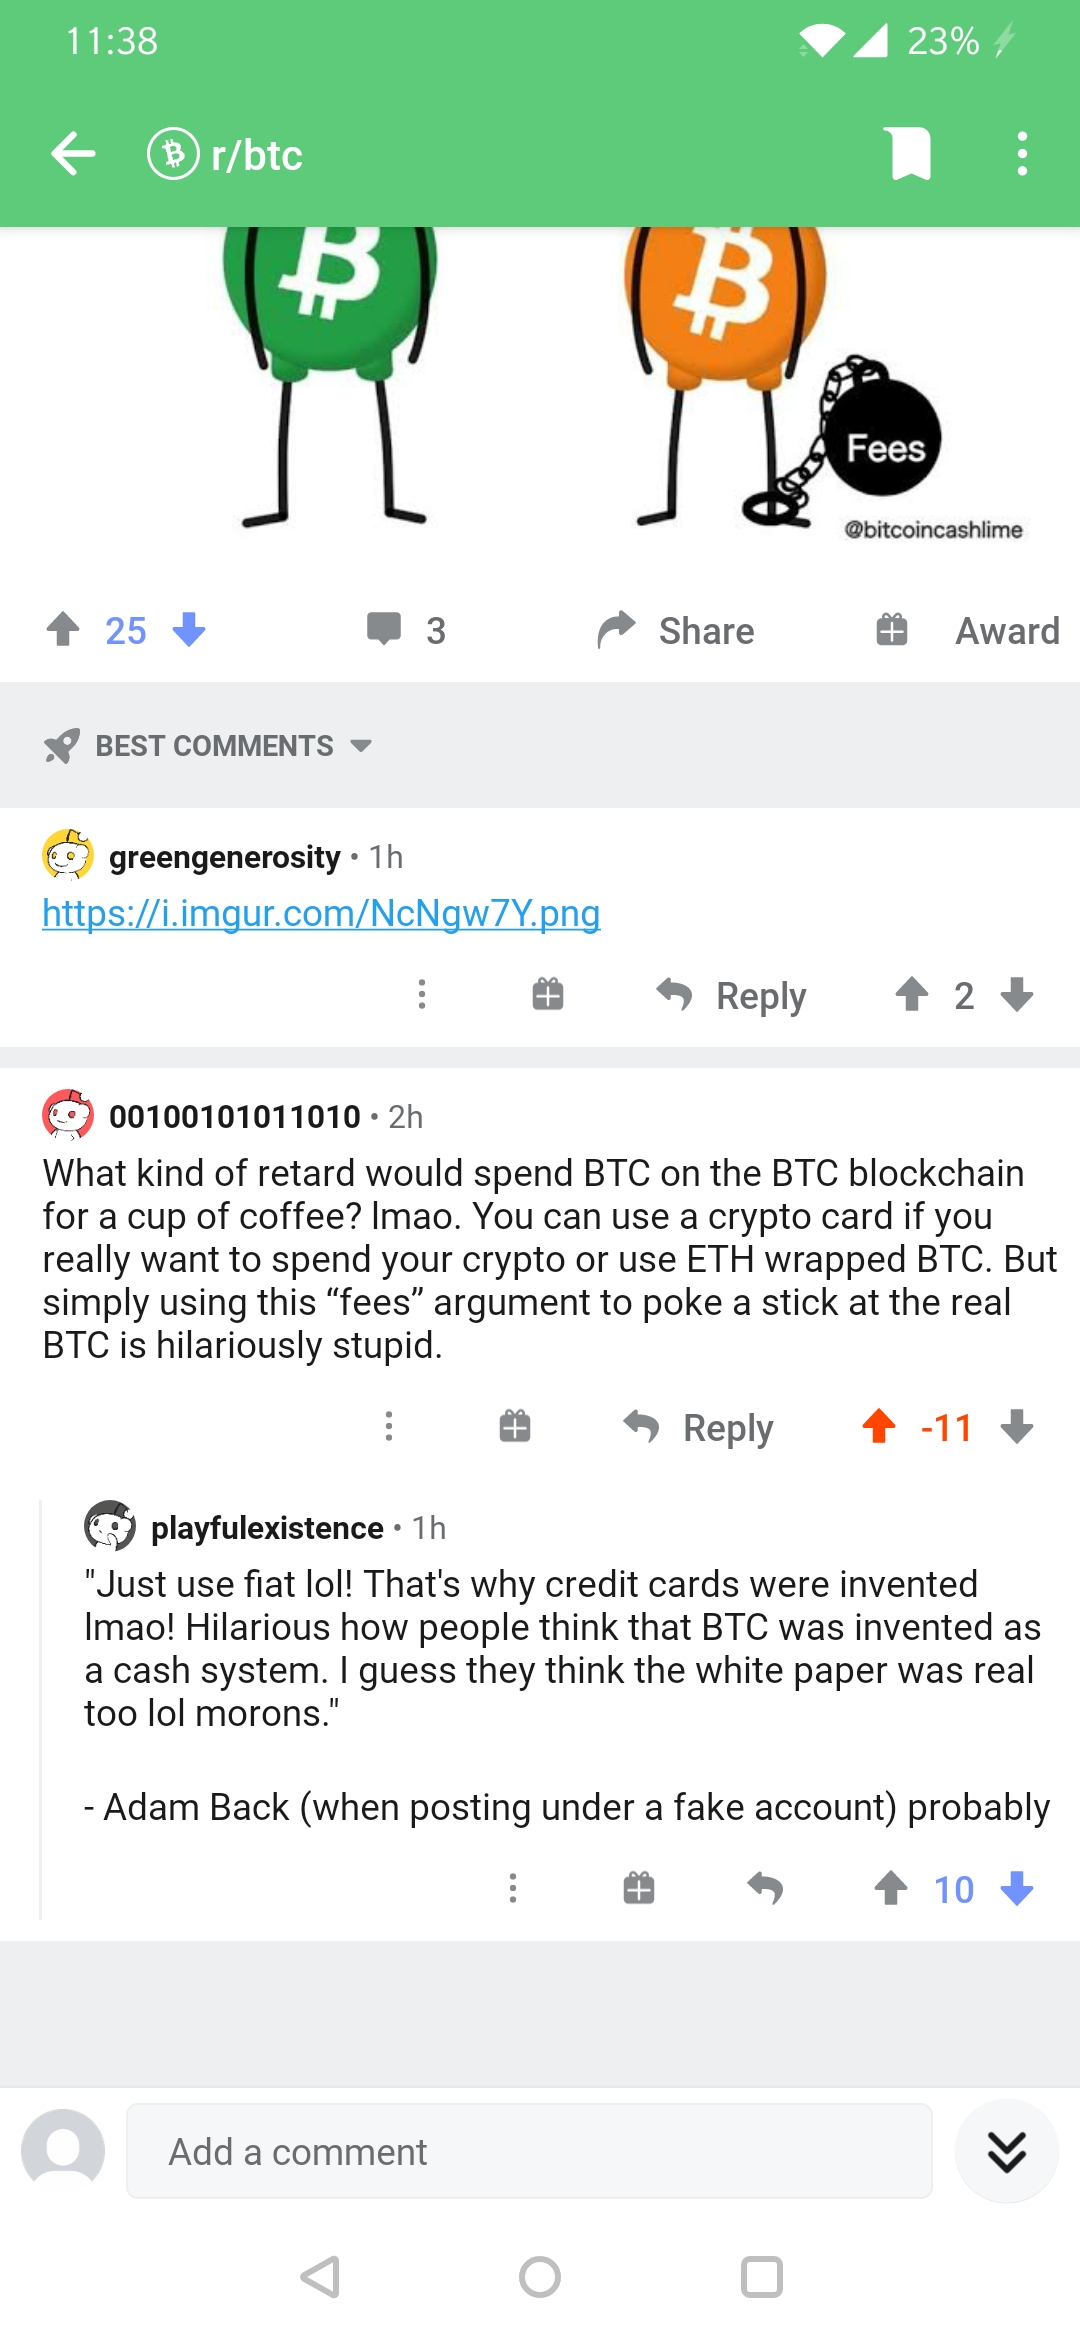 11:38
23%
r/btc
Fees
@bitcoincashlime
25
3
Share
Award
BEST COMMENTS
greengenerosity • 1h
https://i.imgur.com/NcNgw7Y.png
Reply
2
00100101011010 • 2h
What kind of retard would spend BTC on the BTC blockchain
for a cup of coffee? lmao. You can use a crypto card if you
really want to spend your crypto or use ETH wrapped BTC. But
simply using this “fees” argument to poke a stick at the real
BTC is hilariously stupid.
Reply
-11
playfulexistence • 1h
"Just use fiat lol! That's why credit cards were invented
lmao! Hilarious how people think that BTC was invented as
a cash system. I guess they think the white paper was real
too lol morons."
- Adam Back (when posting under a fake account) probably
10
Add a comment